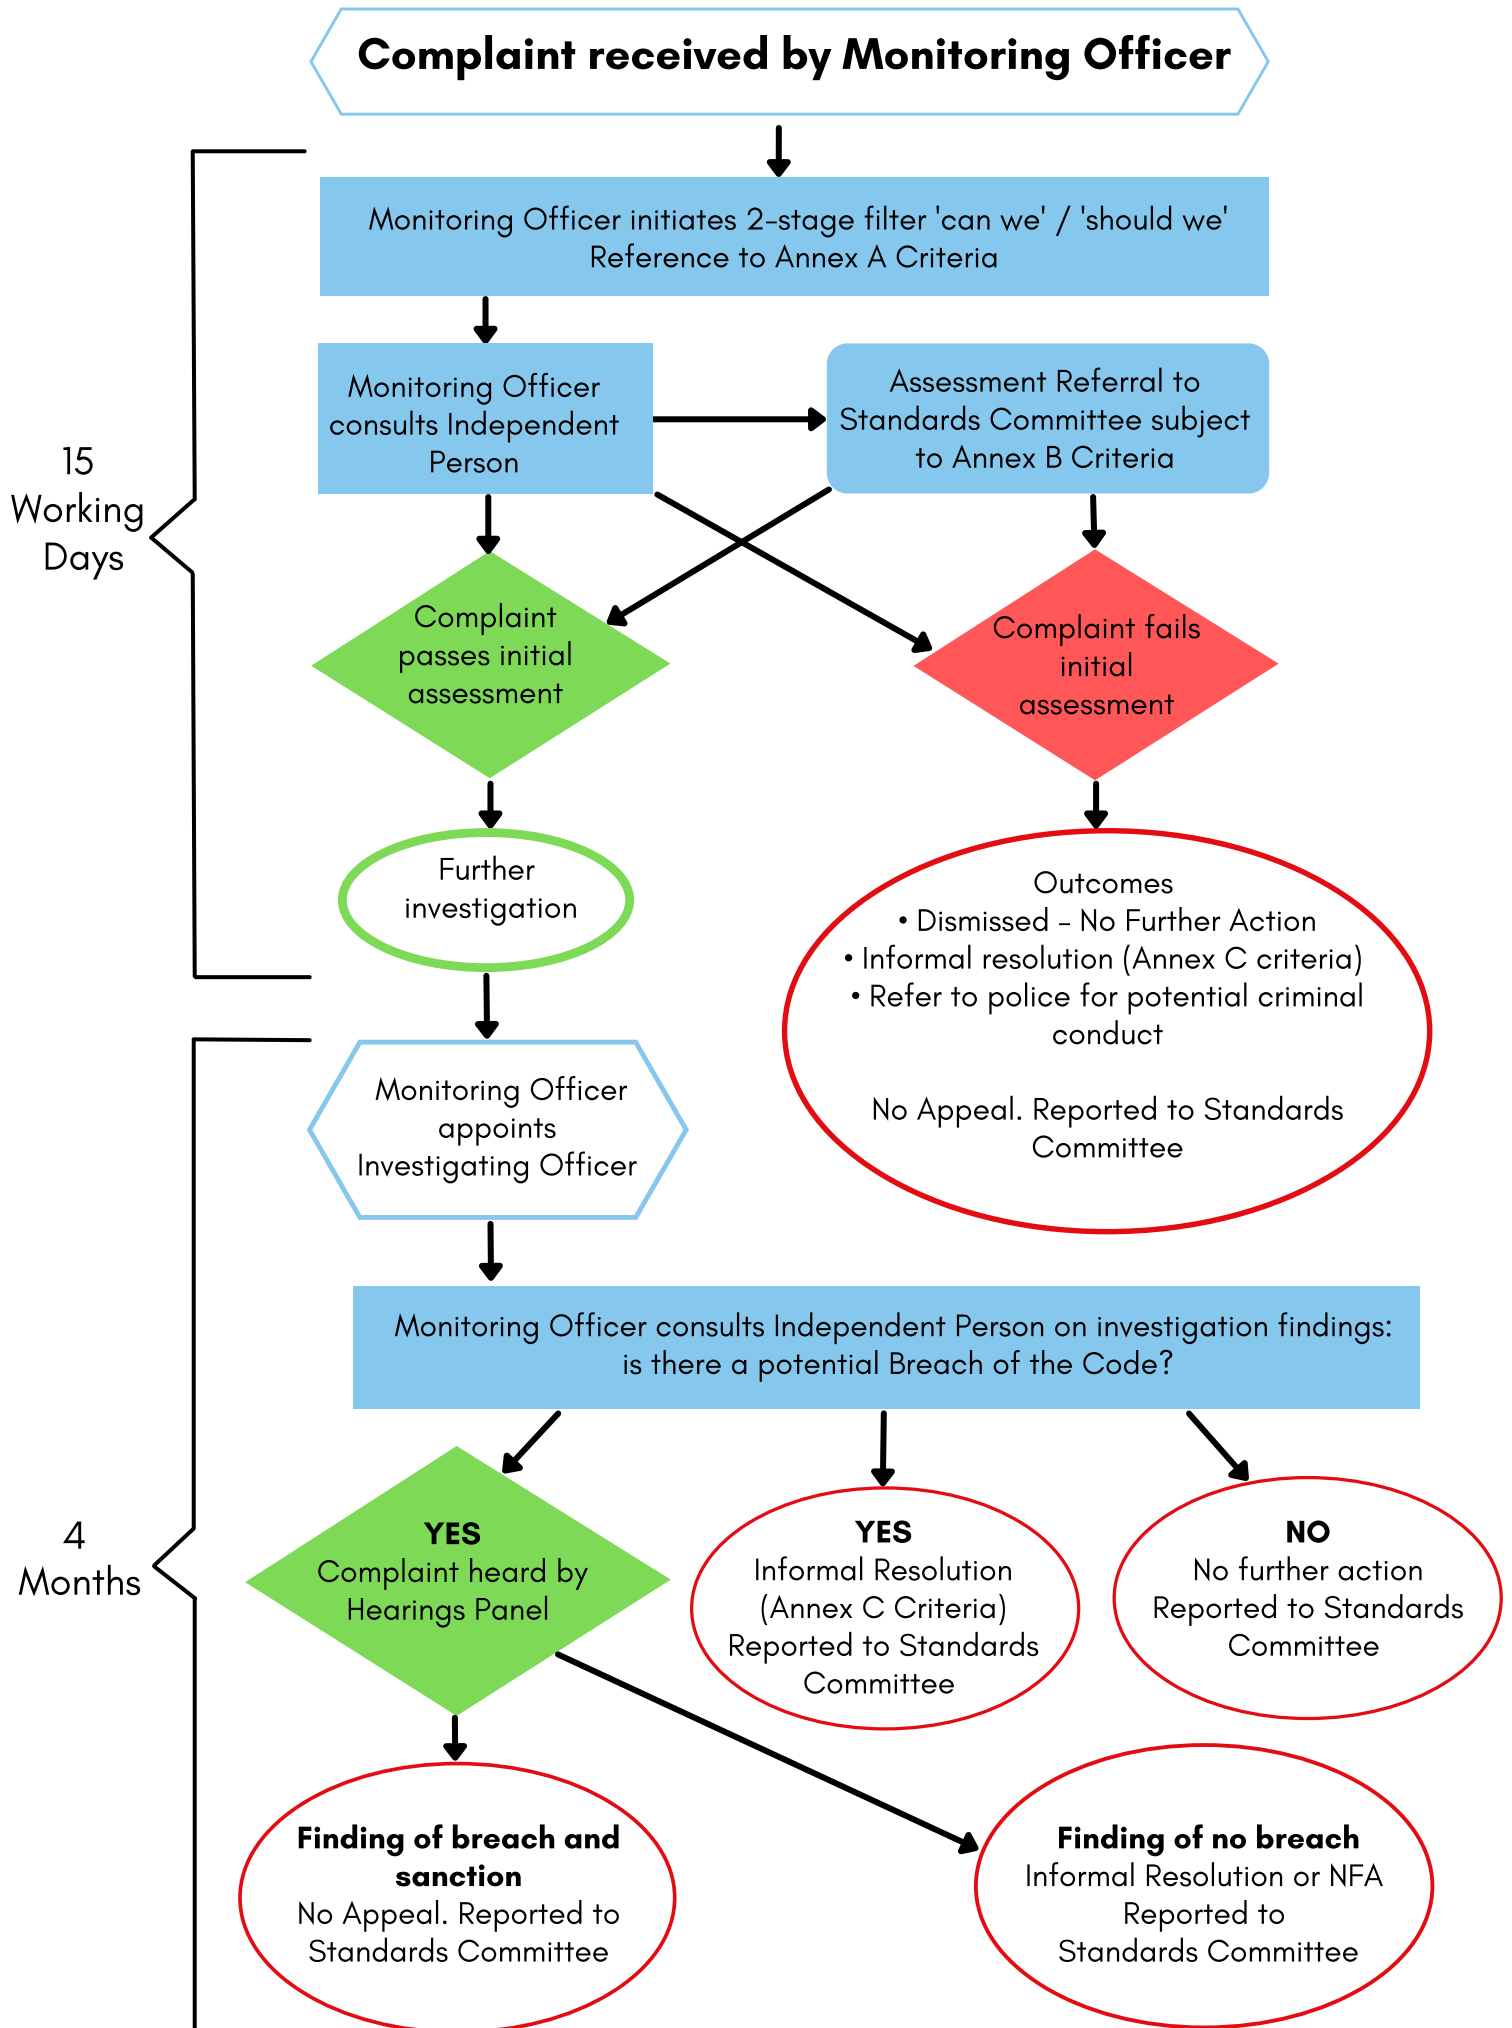 Complaint received by Monitoring Officer
Monitoring Officer initiates 2-stage filter 'can we' / 'should we'
Reference to Annex A Criteria
Monitoring Officer
consults Independent
Person
Assessment Referral to
Standards Committee subject
to Annex B Criteria
15
Working
Days
Complaint
passes initial
assessment
Complaint fails
initial
assessment
Further
investigation
Outcomes
• Dismissed - No Further Action
• Informal resolution (Annex C criteria)
• Refer to police for potential criminal
conduct
No Appeal. Reported to Standards
Committee
Monitoring Officer
appoints
Investigating Officer
Monitoring Officer consults Independent Person on investigation findings:
is there a potential Breach of the Code?
4
Months
YES
Complaint heard by
Hearings Panel
YES
Informal Resolution
(Annex C Criteria)
Reported to Standards
Committee
NO
No further action
Reported to Standards
Committee
Finding of breach and
sanction
No Appeal. Reported to
Standards Committee
Finding of no breach
Informal Resolution or NFA
Reported to
Standards Committee